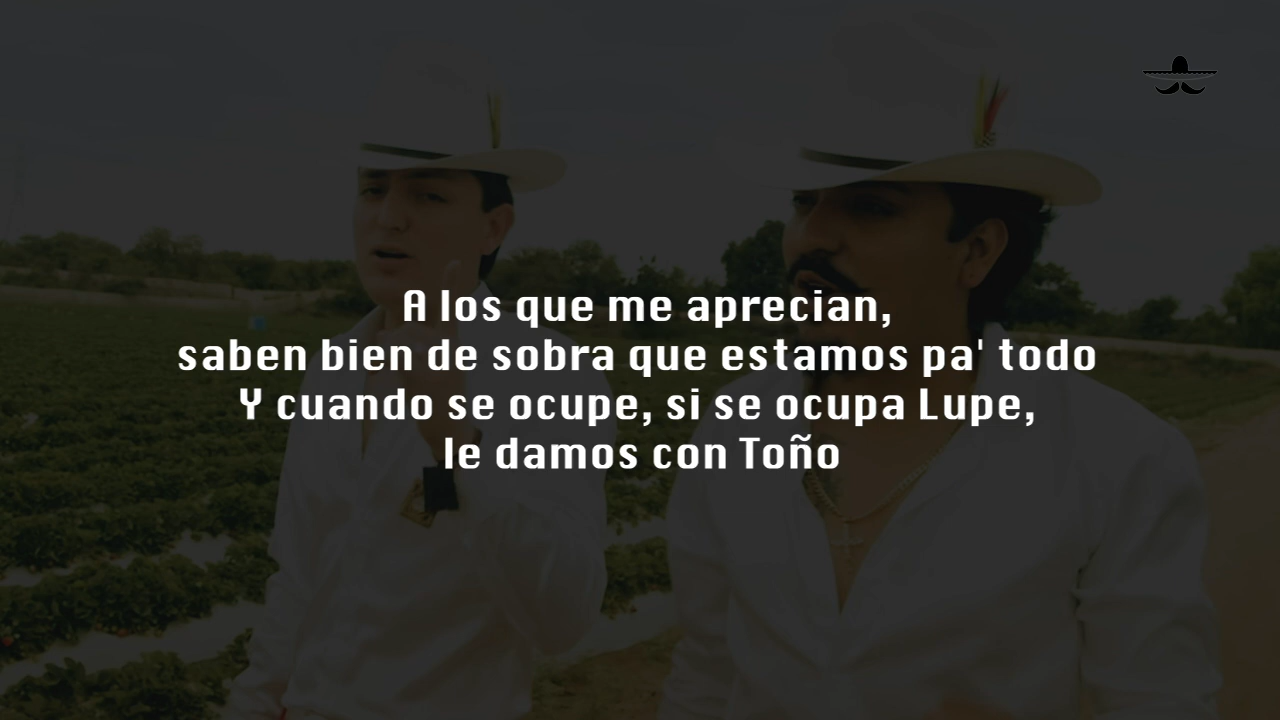 A los que me aprecian,
saben bien de sobra que estamos pa' todo
Y cuando se ocupe, si se ocupa Lupe,
le damos con Toño